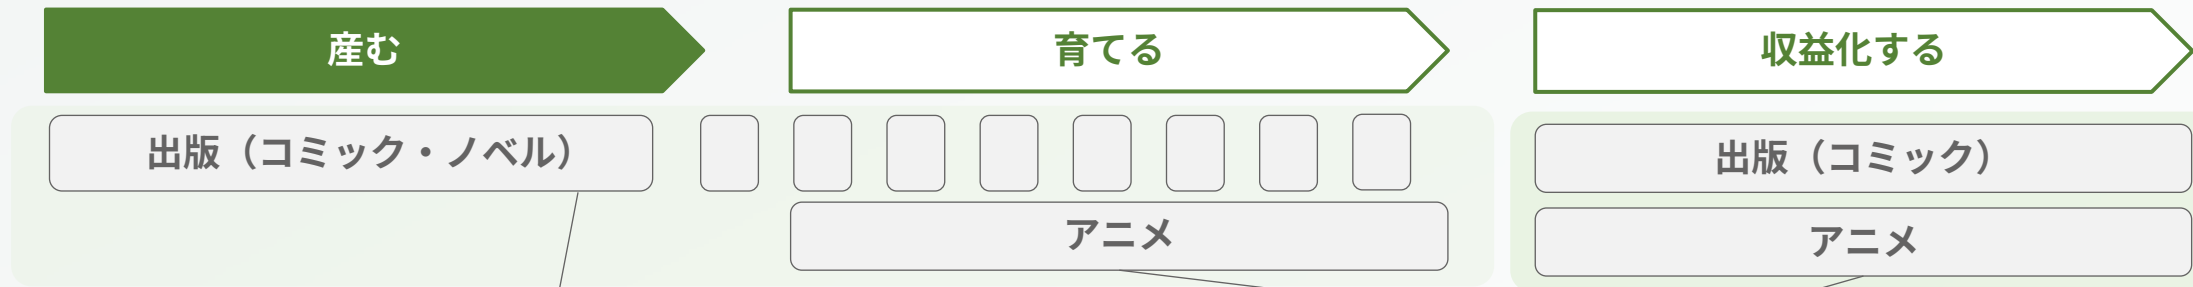 産む
育てる
収益化する
出版（コミック・ノベル）
出版（コミック）
アニメ
アニメ